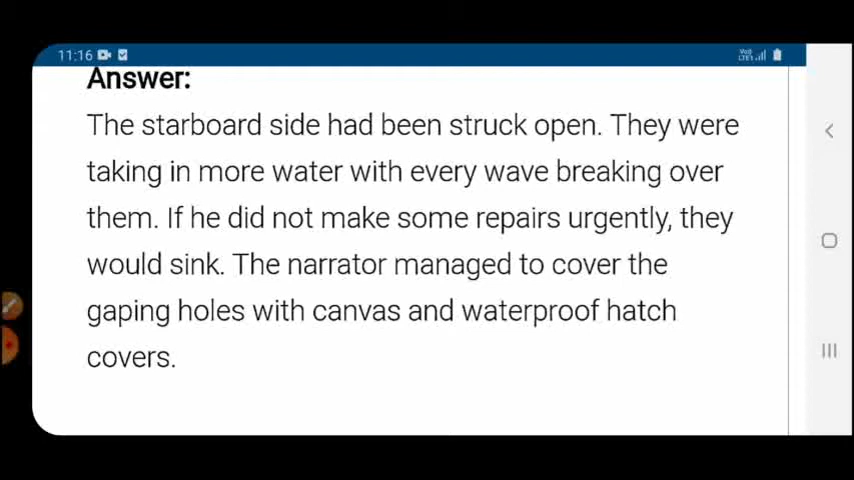 11:16
Answer:
The starboard side had been struck open. They were
taking in more water with every wave breaking over
them. If he did not make some repairs urgently, they
would sink. The narrator managed to cover the
gaping holes with canvas and waterproof hatch
covers.